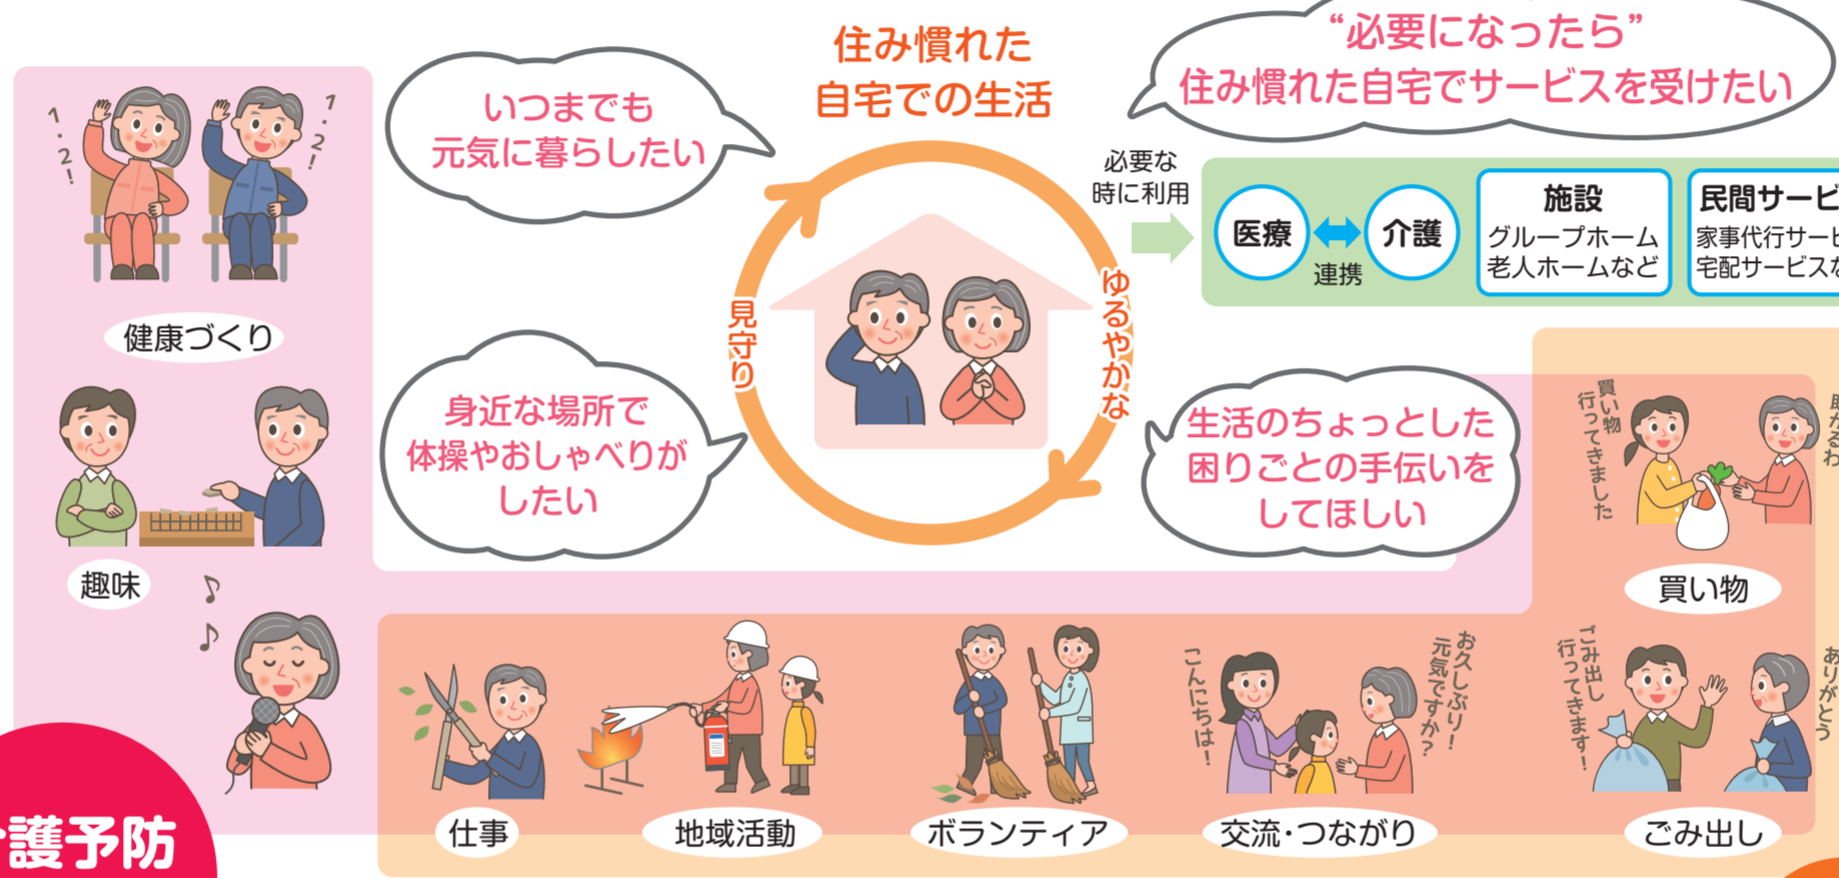 住み慣れた
自宅での生活
“必要になったら”
住み慣れた自宅でサービスを受けたい
いつまでも
元気に暮らしたい
1・2!
1・2!
健康づくり
必要な
時に利用
医療
介護
連携
施設
グループホーム
老人ホームなど
民間サービ
家事代行サービ
宅配サービスな
見守り
ゆるやかな
身近な場所で
体操やおしゃべりが
したい
生活のちょっとした
困りごとの手伝いを
してほしい
買い物
行ってきました
助かるわ
買い物
趣味
こんにちは!
お久しぶり!
元気ですか?
ごみ出し
行ってきます!
ありがとう
仕事
地域活動
ボランティア
交流・つながり
ごみ出し
護予防